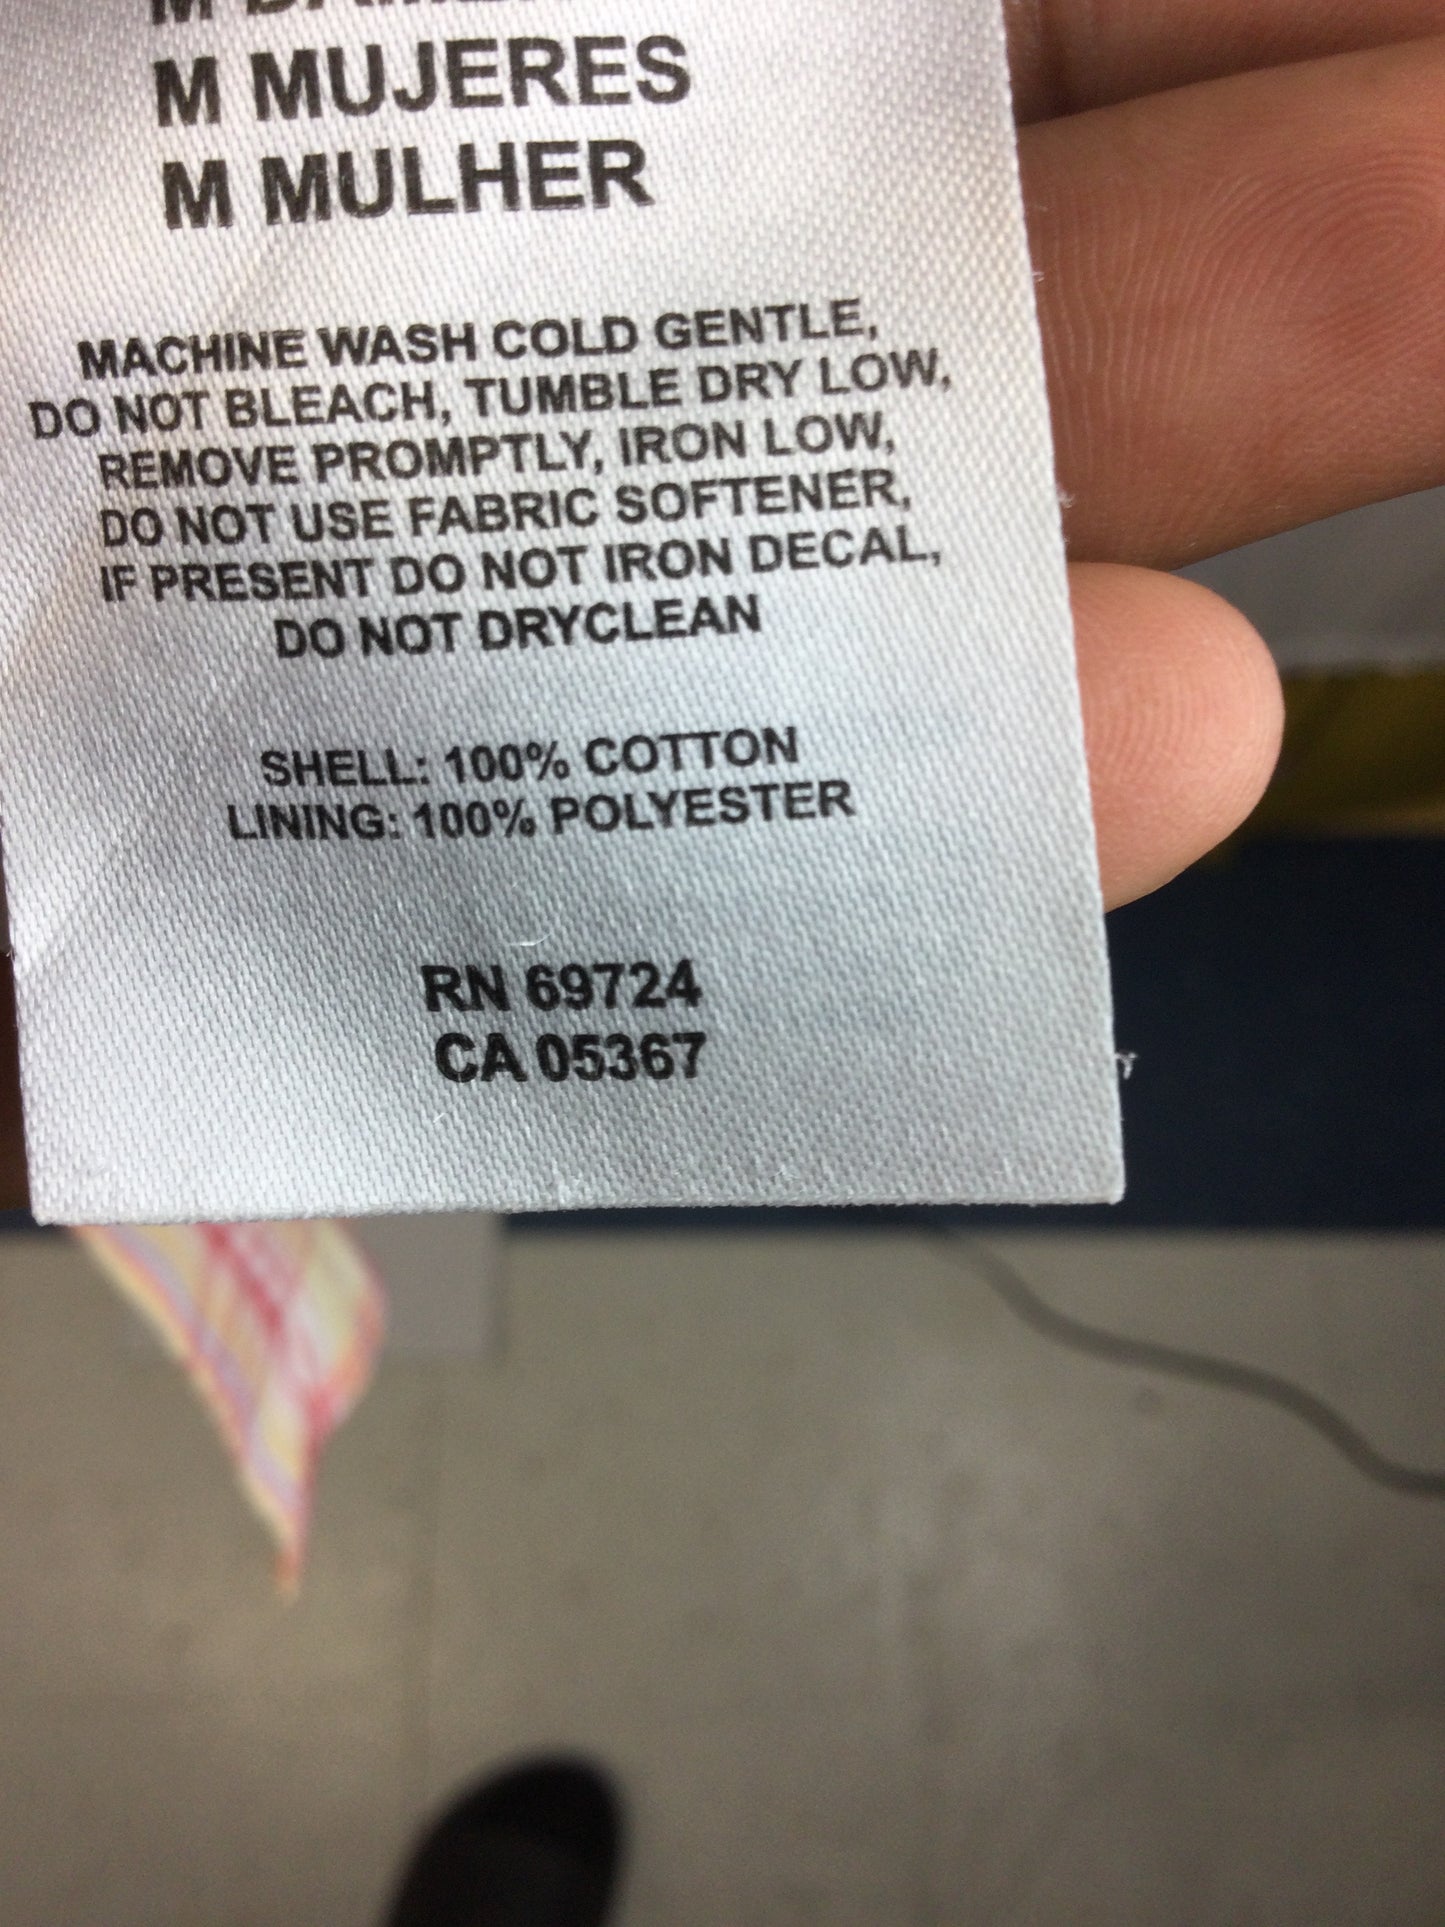 M MUJERES
M MULHER
MACHINE WASH COLD GENTLE,
DO NOT BLEACH, TUMBLE DRY LOW,
REMOVE PROMPTLY, IRON LOW,
DO NOT USE FABRIC SOFTENER,
IF PRESENT DO NOT IRON DECAL,
DO NOT DRYCLEAN
SHELL: 100% COTTON
LINING: 100% POLYESTER
RN 69724
CA 05367